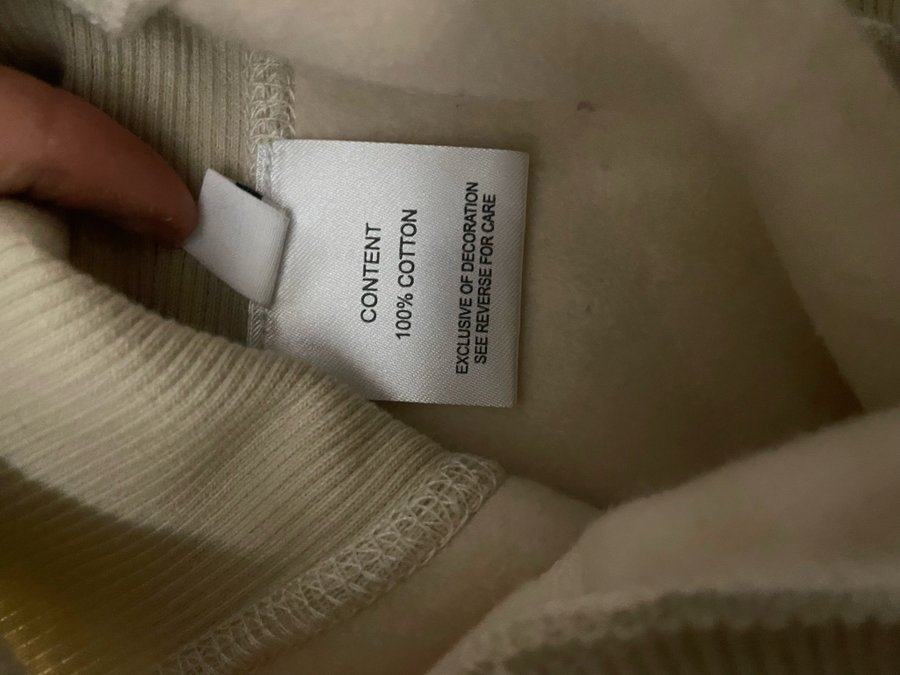 CONTENT
100% COTTON
EXCLUSIVE OF DECORATION
SEE REVERSE FOR CARE